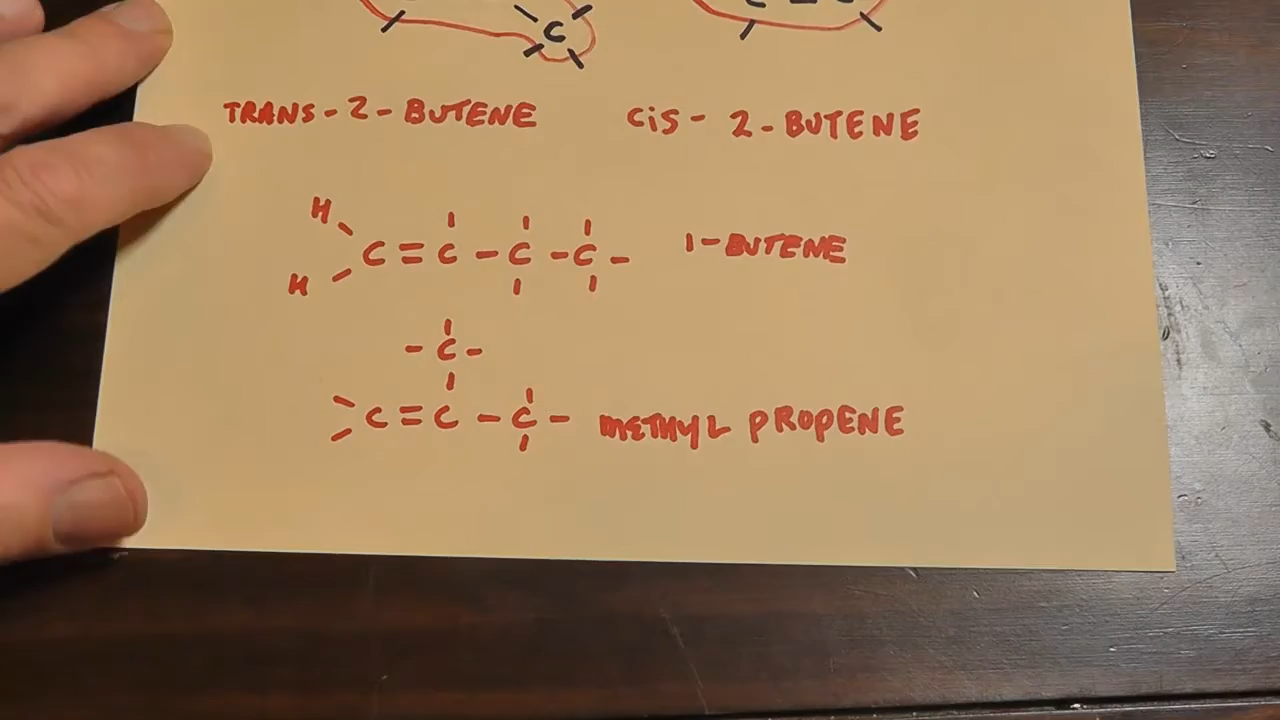 C
C = C
TRANS - 2 - BUTENE
CiS - 2 - BUTENE
H
H
C = C - C - C - 1 - BUTENE
- C -
C = C - C - METHYL PROPENE